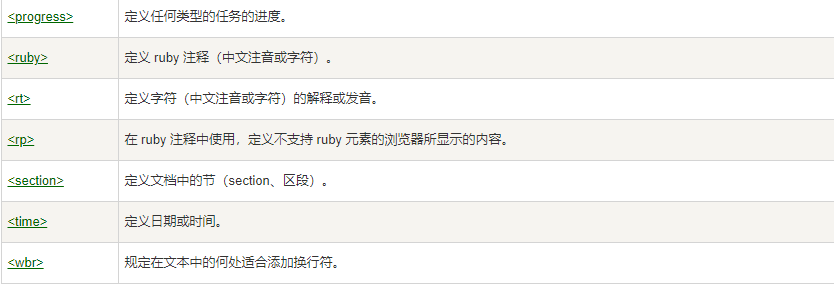 <progress> 定义任何类型的任务的进度。
<ruby> 定义 ruby 注释（中文注音或字符）。
<rt> 定义字符（中文注音或字符）的解释或发音。
<rp> 在 ruby 注释中使用，定义不支持 ruby 元素的浏览器所显示的内容。
<section> 定义文档中的节（section、区段）。
<time> 定义日期或时间。
<wbr> 规定在文本中的何处适合添加换行符。